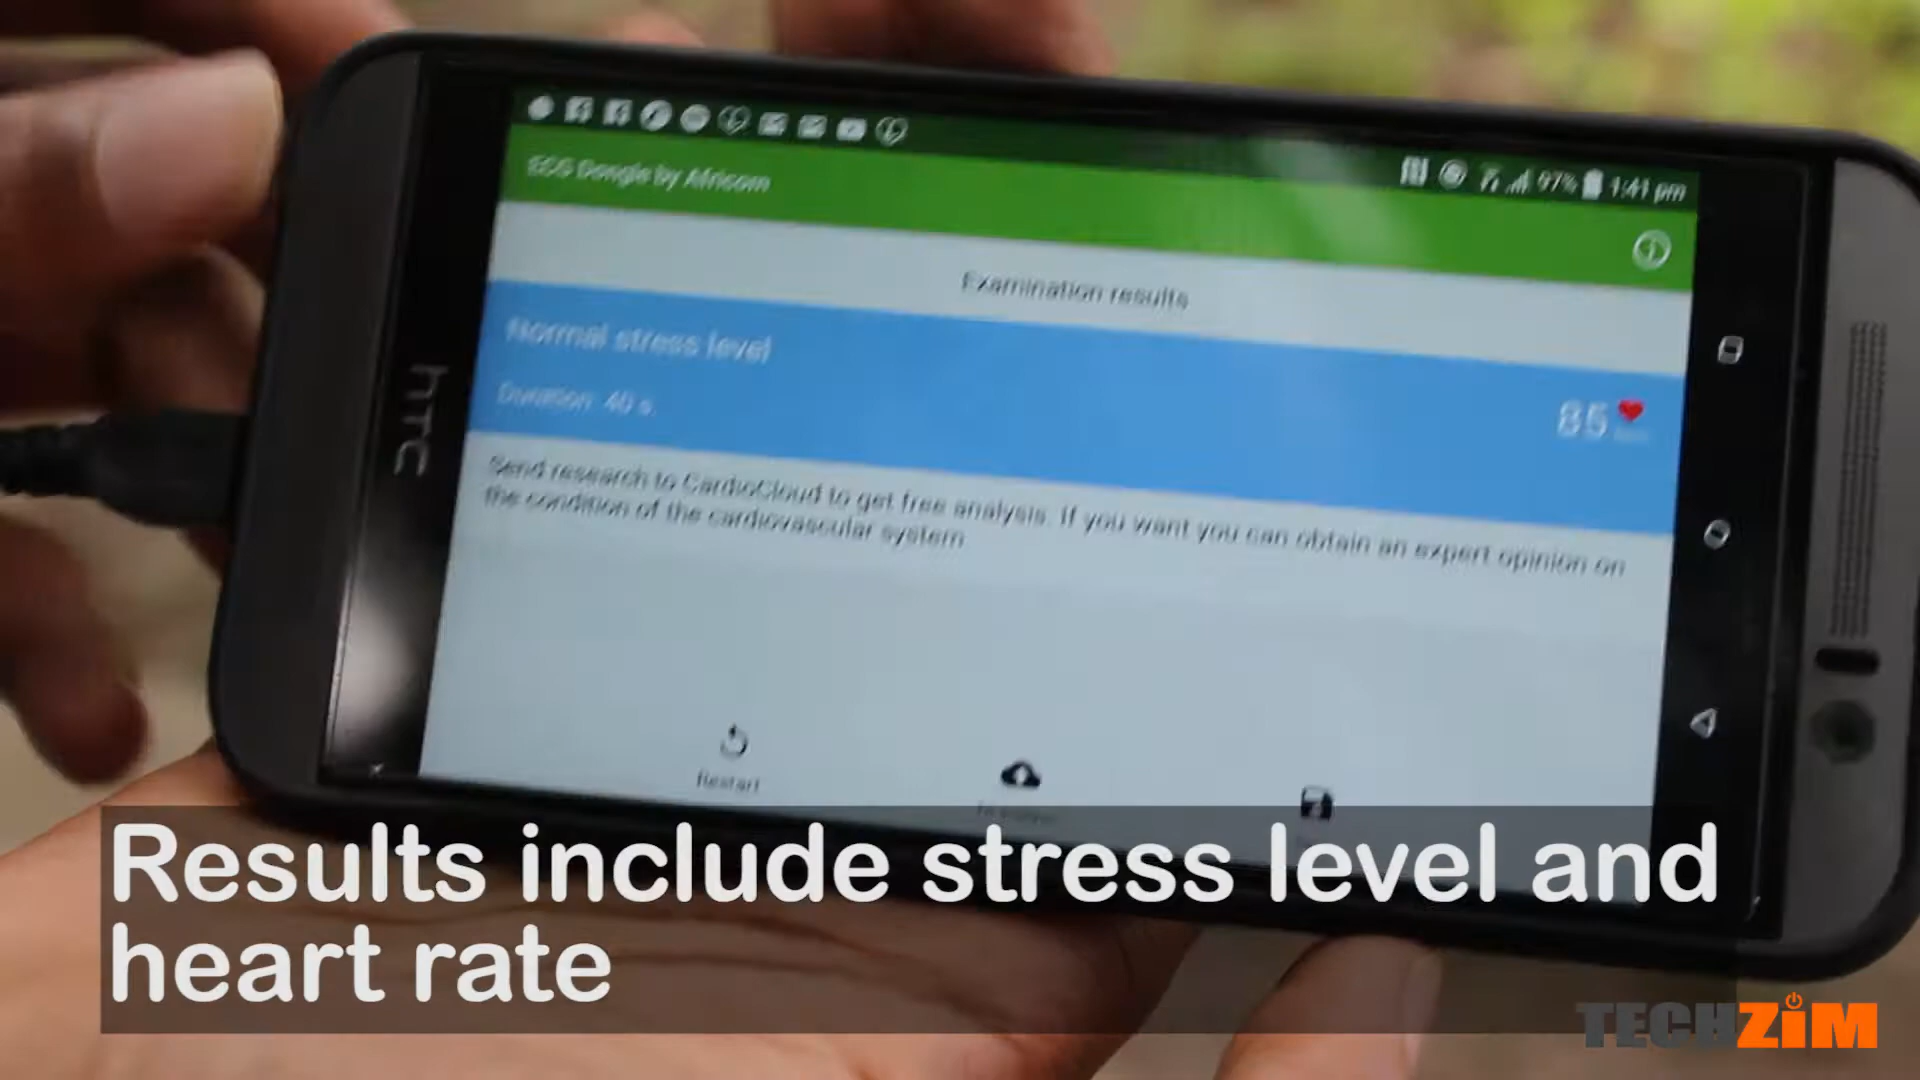 97% 1:41 pm
ECG Dongle by Africom
Examination results
Normal stress level
Duration: 40 s.
85
hTC
Send research to CardioCloud to get free analysis. If you want you can obtain an expert opinion on
the condition of the cardiovascular system
Restart
Results include stress level and
heart rate
TECHZiM